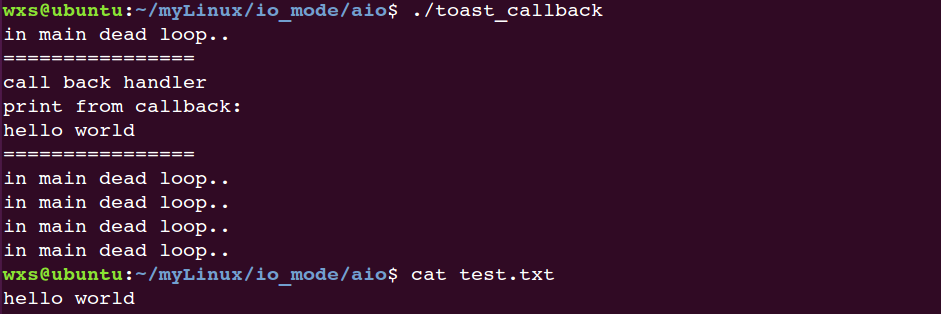 wxs@ubuntu:~/myLinux/io_mode/aio$ ./toast_callback
in main dead loop..
================
call back handler
print from callback:
hello world
================
in main dead loop..
in main dead loop..
in main dead loop..
in main dead loop..
wxs@ubuntu:~/myLinux/io_mode/aio$ cat test.txt
hello world